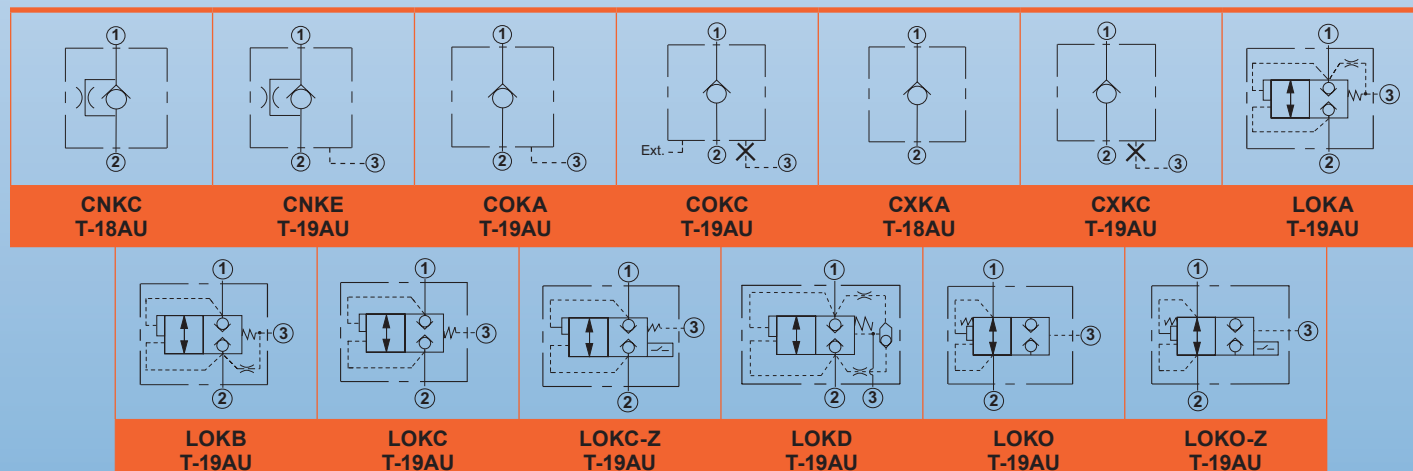 1 1 1 1 1 1 1
3
Ext.
2 2 3 2 3 2 3 2 2 3 2
CNKC CNKE COKA COKC CXKA CXKC LOKA
T-18AU T-19AU T-19AU T-19AU T-18AU T-19AU T-19AU
1 1 1 1 1 1
3 3 3 3 3
2 2 2 2 3 2 2
LOKB LOKC LOKC-Z LOKD LOKO LOKO-Z
T-19AU T-19AU T-19AU T-19AU T-19AU T-19AU